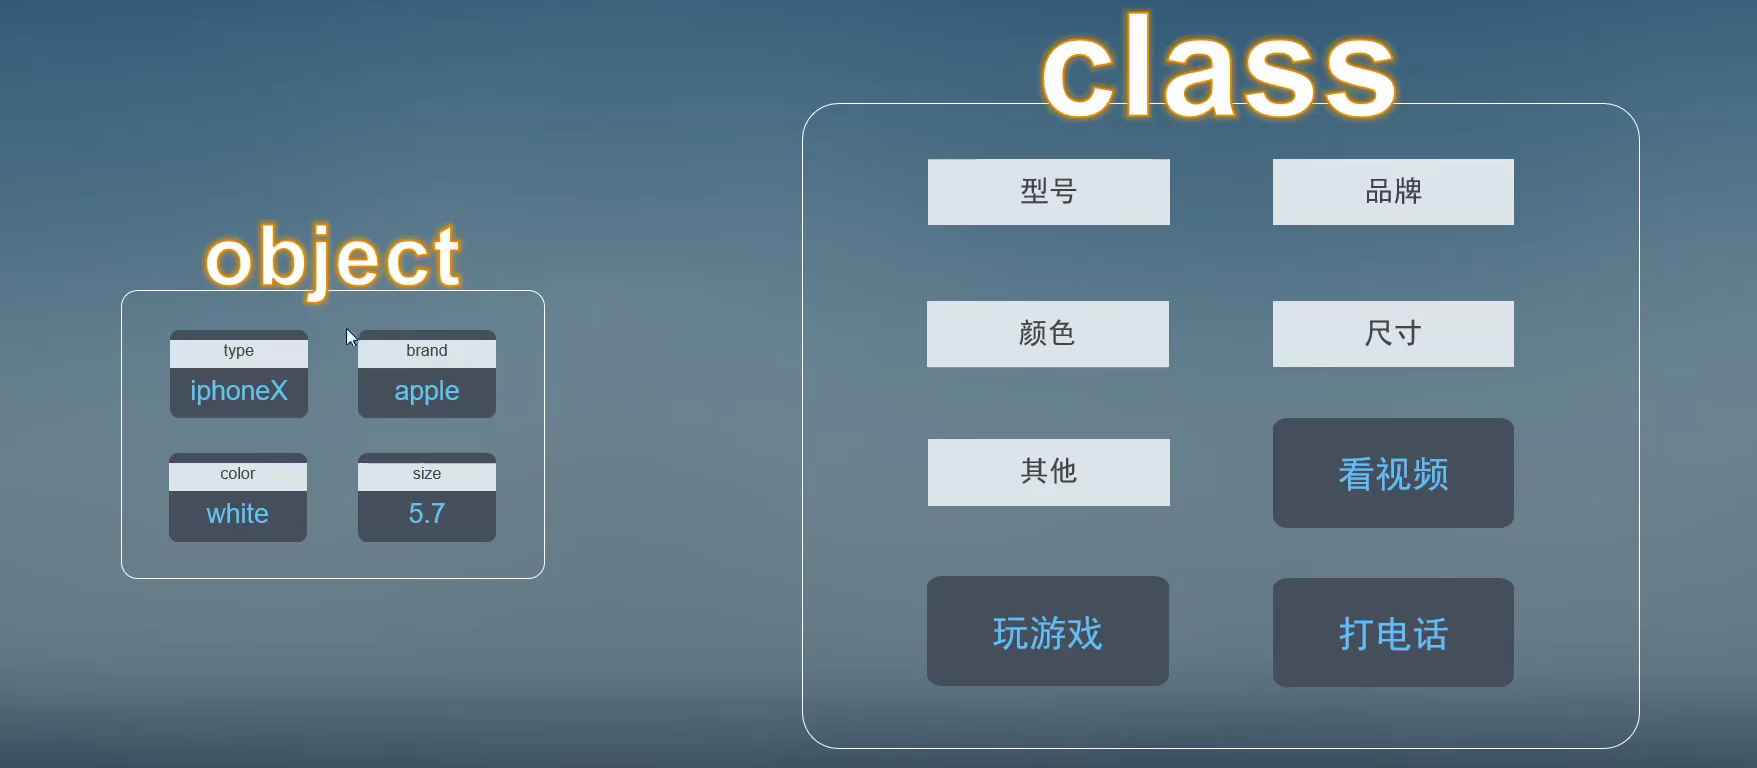 object
type
iphoneX
brand
apple
color
white
size
5.7
class
型号
品牌
颜色
尺寸
其他
看视频
玩游戏
打电话